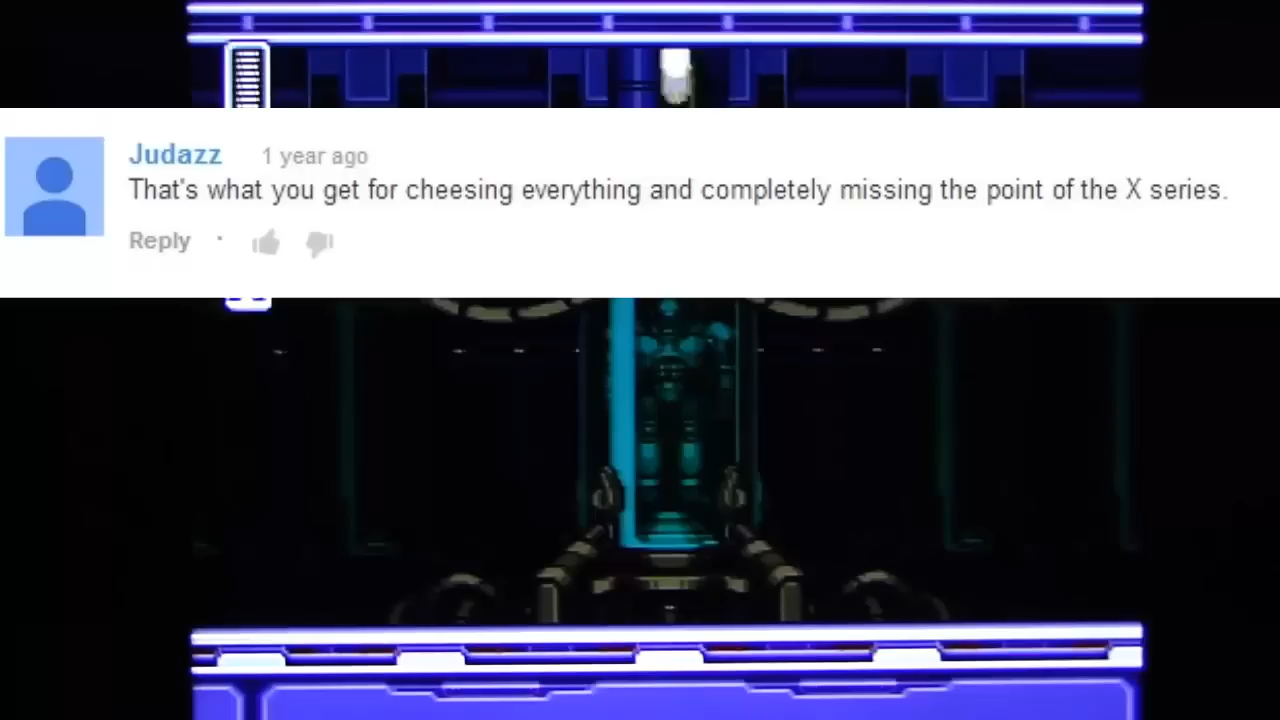 Judazz 1 year ago
That's what you get for cheesing everything and completely missing the point of the X series.
Reply ·